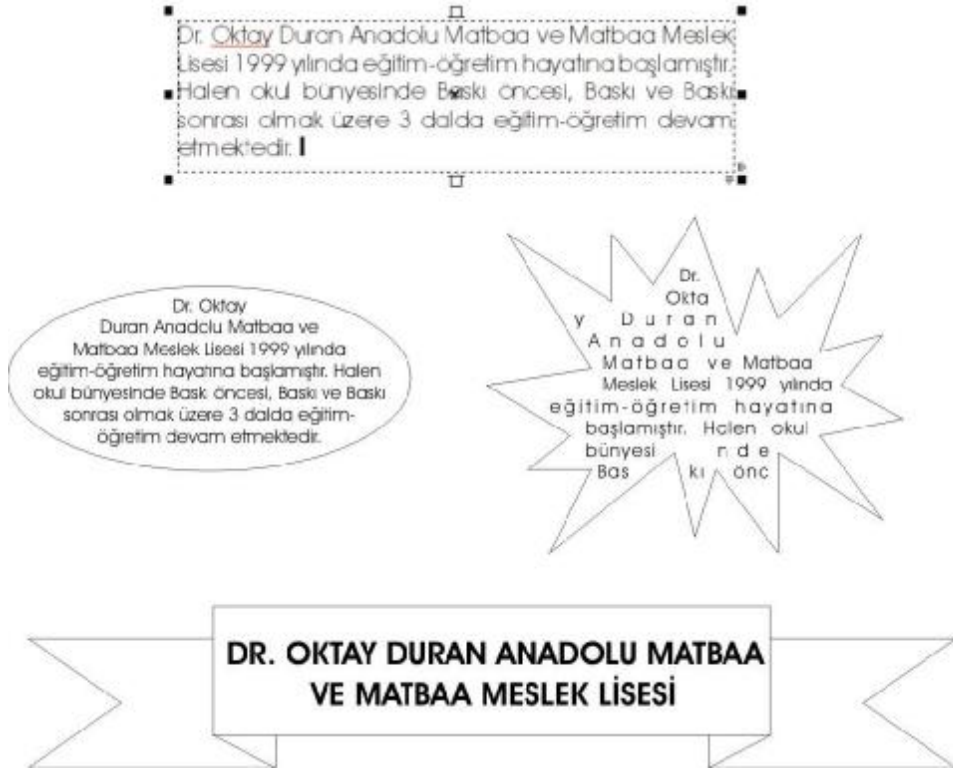 Dr. Oktay Duran Anadolu Matbaa ve Matbaa Meslek
Lisesi 1999 yılında eğitim-öğretim hayatına başlamıştır.
Halen okul bünyesinde Baskı öncesi, Baskı ve Baskı
sonrası olmak üzere 3 dalda eğitim-öğretim devam
etmektedir.
Dr. Oktay
Duran Anadolu Matbaa ve
Matbaa Meslek Lisesi 1999 yılında
eğitim-öğretim hayatına başlamıştır. Halen
okul bünyesinde Baskı öncesi, Baskı ve Baskı
sonrası olmak üzere 3 dalda eğitim-
öğretim devam etmektedir.
Dr.
Okta
y Duran
Anadolu
Matbaa ve Matbaa
Meslek Lisesi 1999 yılında
eğitim-öğretim hayatına
başlamıştır. Halen okul
bünyesi nde
Bas kı önc
DR. OKTAY DURAN ANADOLU MATBAA
VE MATBAA MESLEK LİSESİ